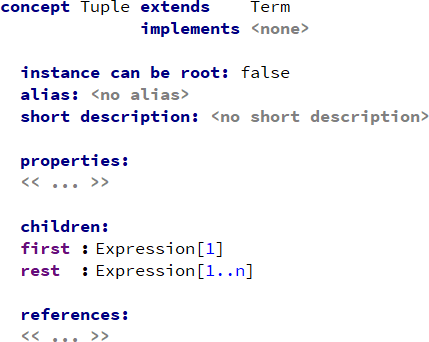 concept Tuple extends Term
implements <none>
instance can be root: false
alias: <no alias>
short description: <no short description>
properties:
<< ... >>
children:
first : Expression[1]
rest : Expression[1..n]
references:
<< ... >>